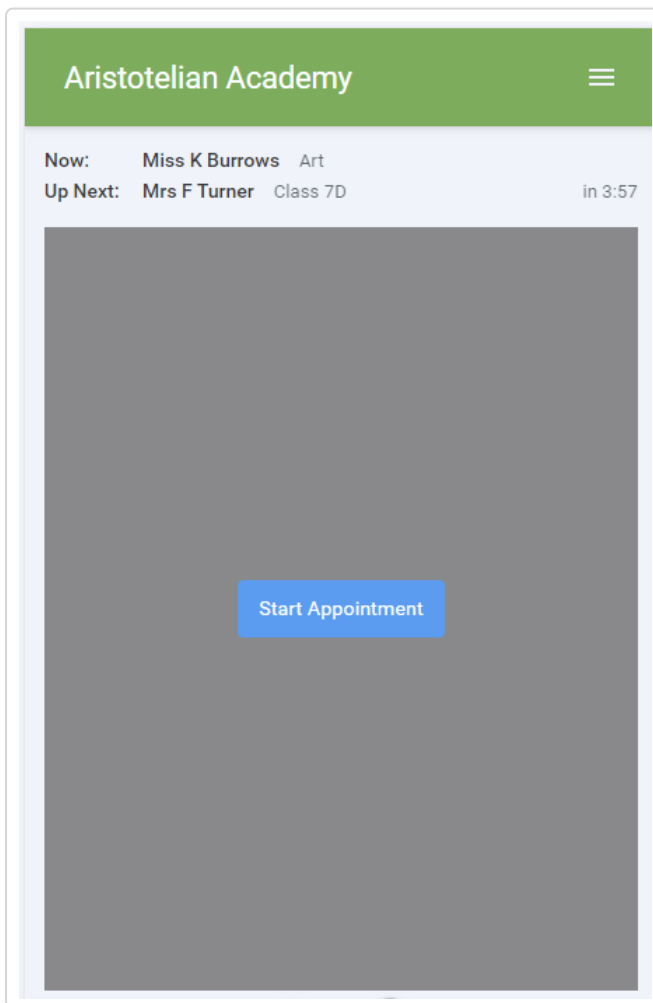 Aristotelian Academy
Now: Miss K Burrows Art
Up Next: Mrs F Turner Class 7D in 3:57
Start Appointment